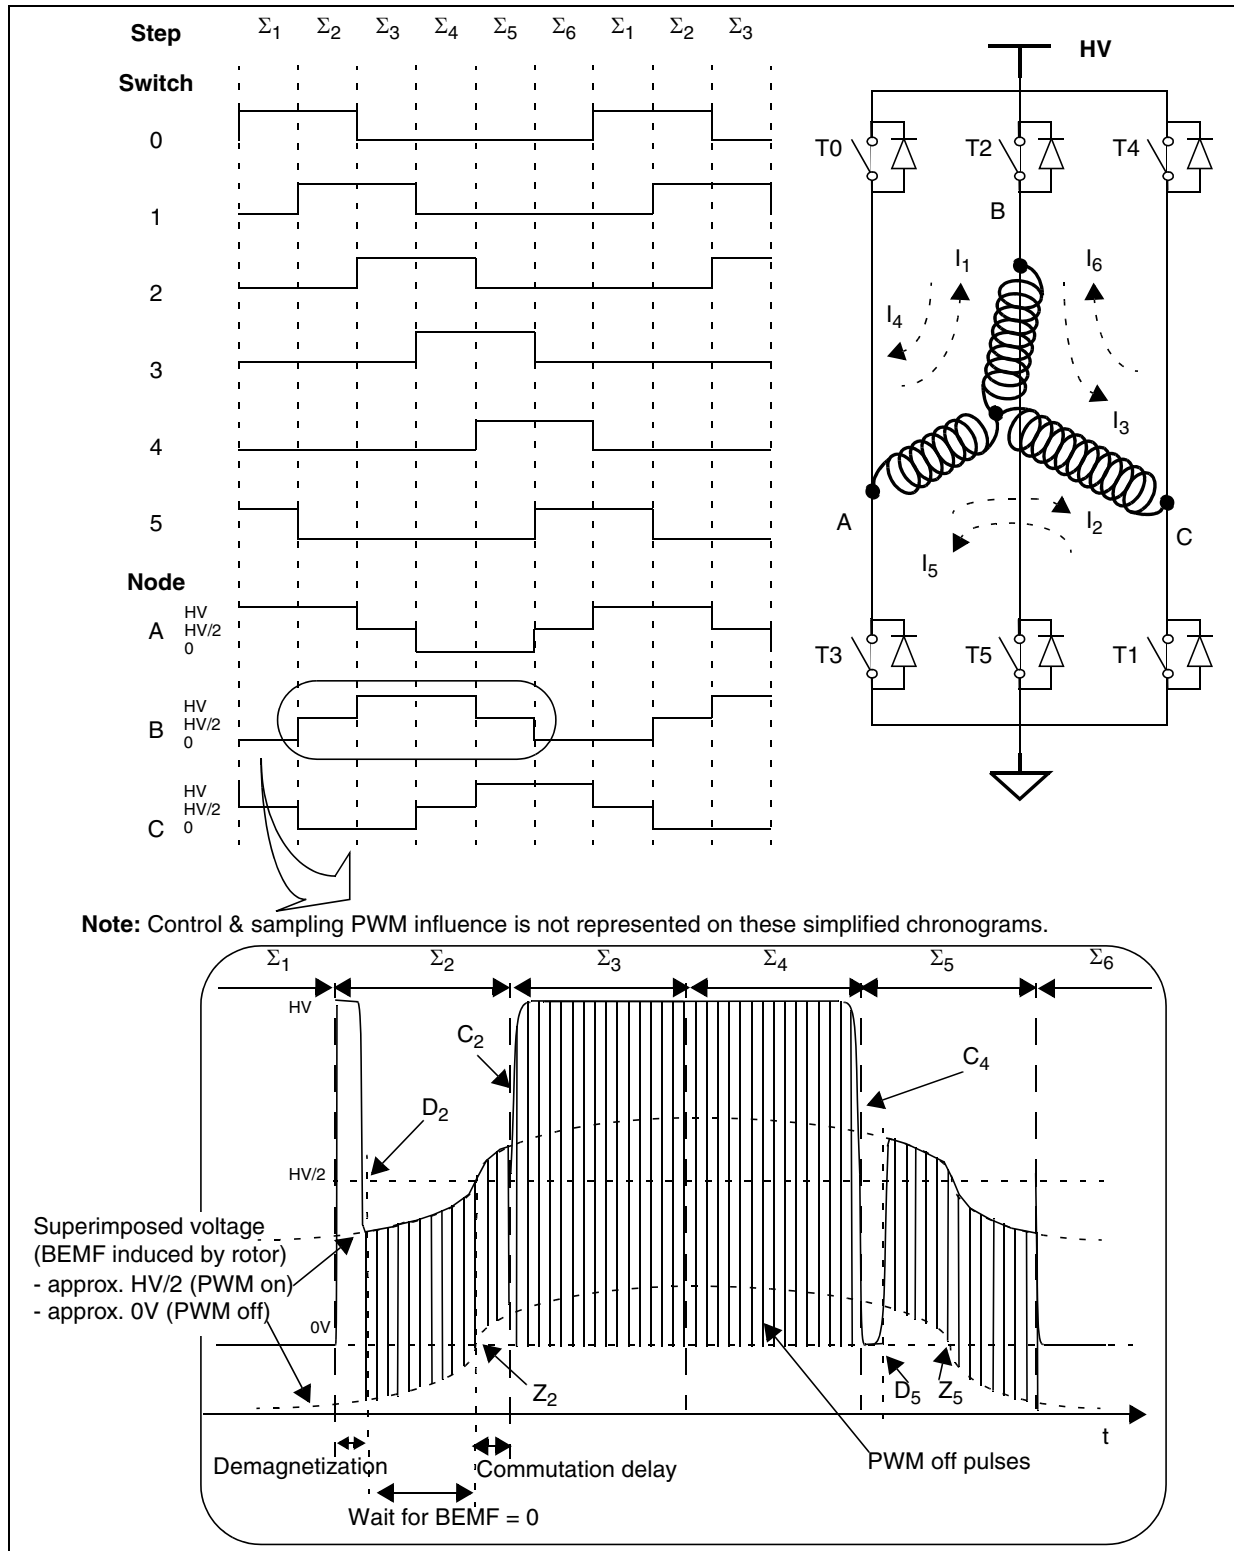 Step Σ1 Σ2 Σ3 Σ4 Σ5 Σ6 Σ1 Σ2 Σ3
Switch
0
1
2
3
4
5
Node
A HV
HV/2
0
B HV
HV/2
0
C HV
HV/2
0
HV
T0 T2 T4
B
I1 I6
I4
I3
A I2 C
I5
T3 T5 T1
Note: Control & sampling PWM influence is not represented on these simplified chronograms.
Σ1 Σ2 Σ3 Σ4 Σ5 Σ6
HV
C2 C4
D2
HV/2
Superimposed voltage
(BEMF induced by rotor)
- approx. HV/2 (PWM on)
- approx. 0V (PWM off)
0V
Z2 D5 Z5
t
Demagnetization Commutation delay PWM off pulses
Wait for BEMF = 0